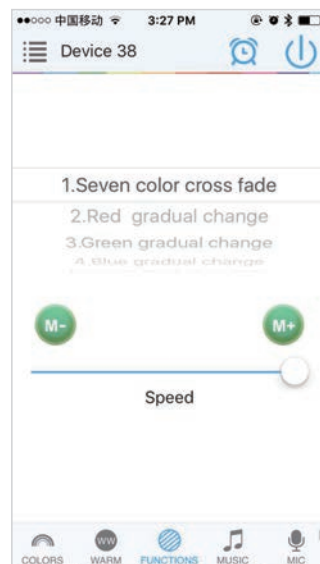 中国移动 3:27 PM
Device 38
1.Seven color cross fade
2.Red gradual change
3.Green gradual change
4.Blue gradual change
M- M+
Speed
WW
COLORS WARM FUNCTIONS MUSIC MIC